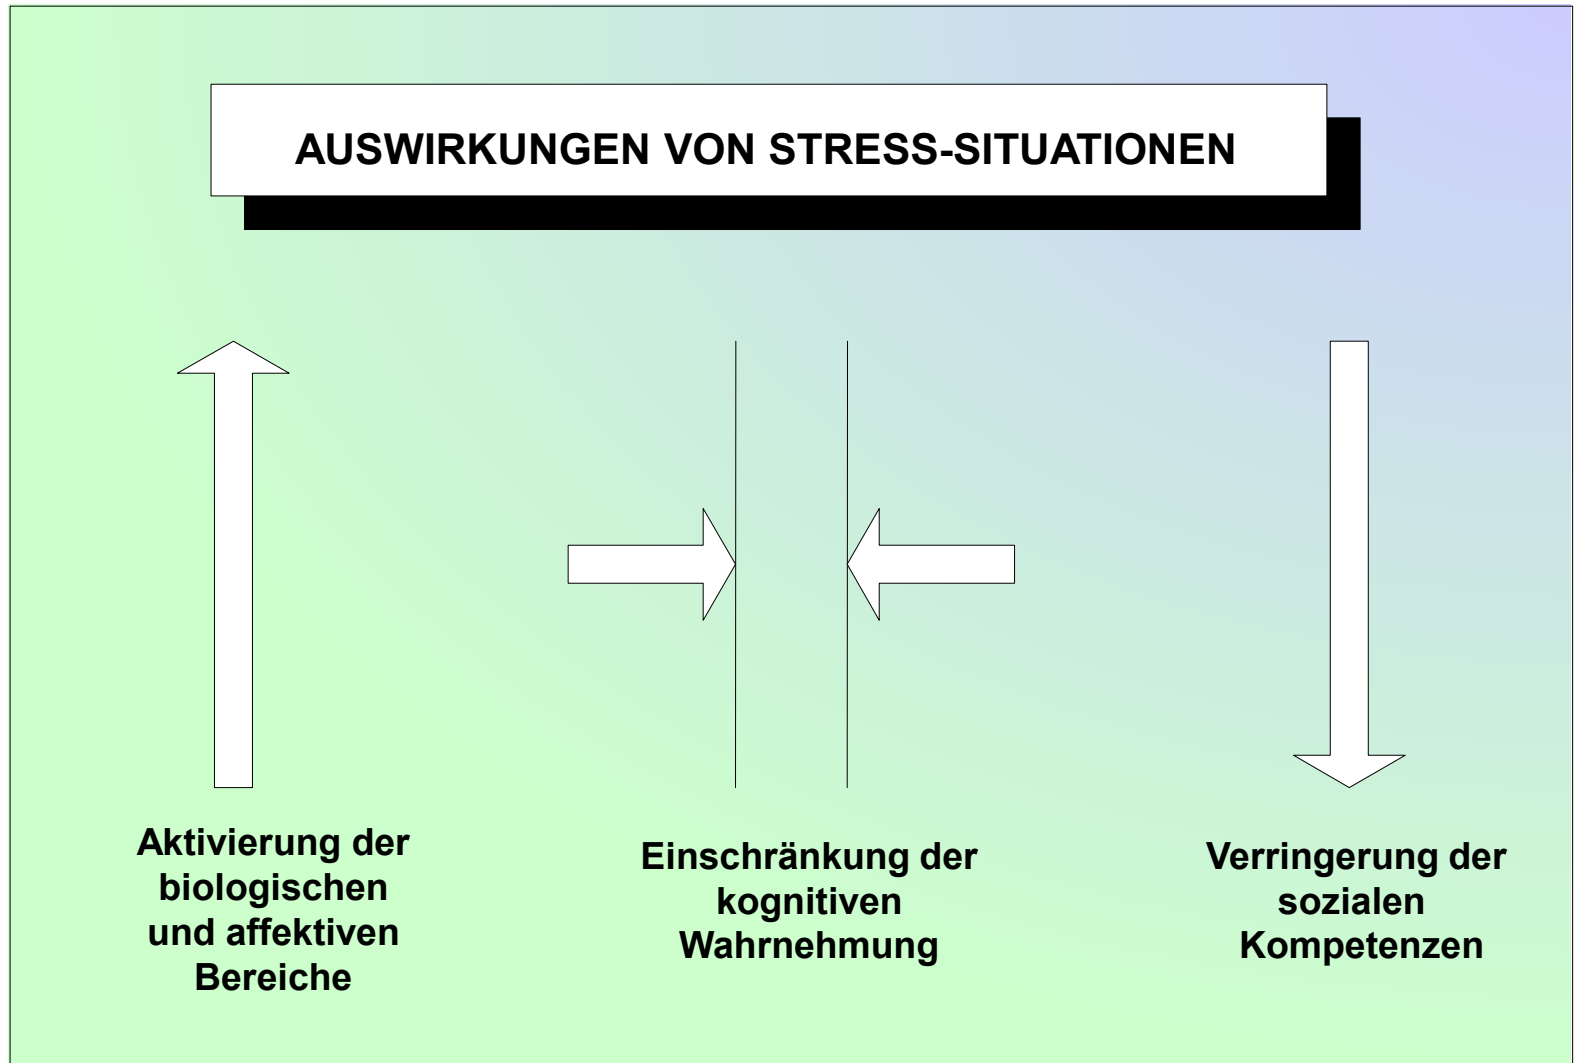 AUSWIRKUNGEN VON STRESS-SITUATIONEN
Aktivierung der
biologischen
und affektiven
Bereiche
Einschränkung der
kognitiven
Wahrnehmung
Verringerung der
sozialen
Kompetenzen